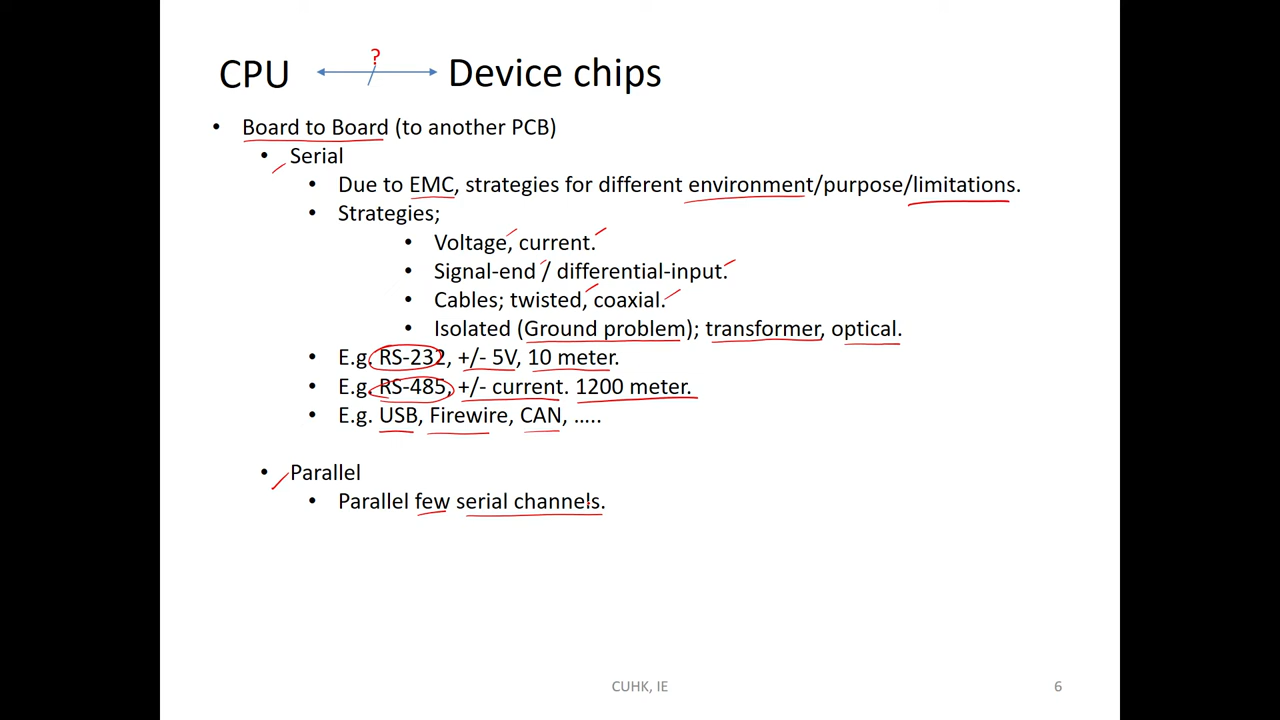 CPU ? Device chips
• Board to Board (to another PCB)
• Serial
• Due to EMC, strategies for different environment/purpose/limitations.
• Strategies;
• Voltage, current.
• Signal-end / differential-input.
• Cables; twisted, coaxial.
• Isolated (Ground problem); transformer, optical.
• E.g. RS-232, +/- 5V, 10 meter.
• E.g. RS-485, +/- current. 1200 meter.
• E.g. USB, Firewire, CAN, .....
• Parallel
• Parallel few serial channels.
CUHK, IE 6